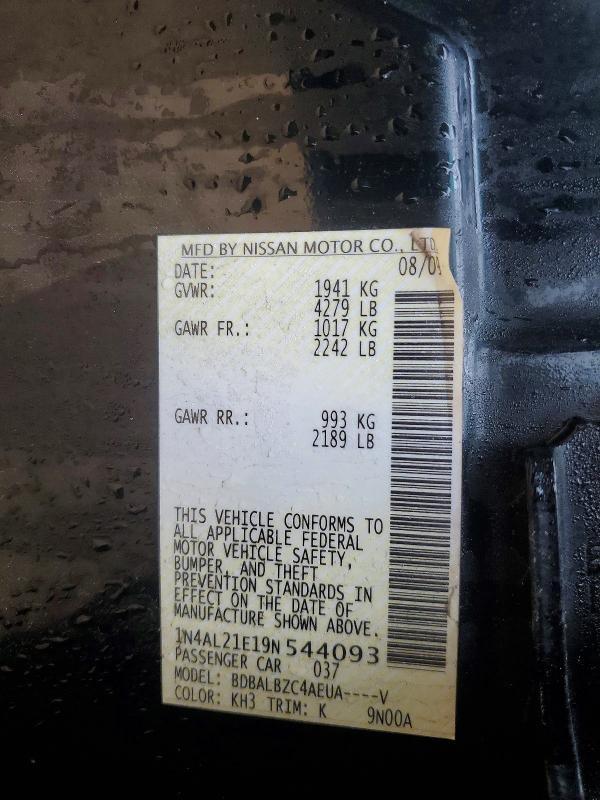 MFD BY NISSAN MOTOR CO., LTD
DATE: 08/09
GVWR: 1941 KG
4279 LB
GAWR FR.: 1017 KG
2242 LB
GAWR RR.: 993 KG
2189 LB
THIS VEHICLE CONFORMS TO
ALL APPLICABLE FEDERAL
MOTOR VEHICLE SAFETY,
BUMPER, AND THEFT
PREVENTION STANDARDS IN
EFFECT ON THE DATE OF
MANUFACTURE SHOWN ABOVE.
1N4AL21E19N544093
PASSENGER CAR 037
MODEL: BDBALBZC4AEUA----V
COLOR: KH3 TRIM: K 9N00A